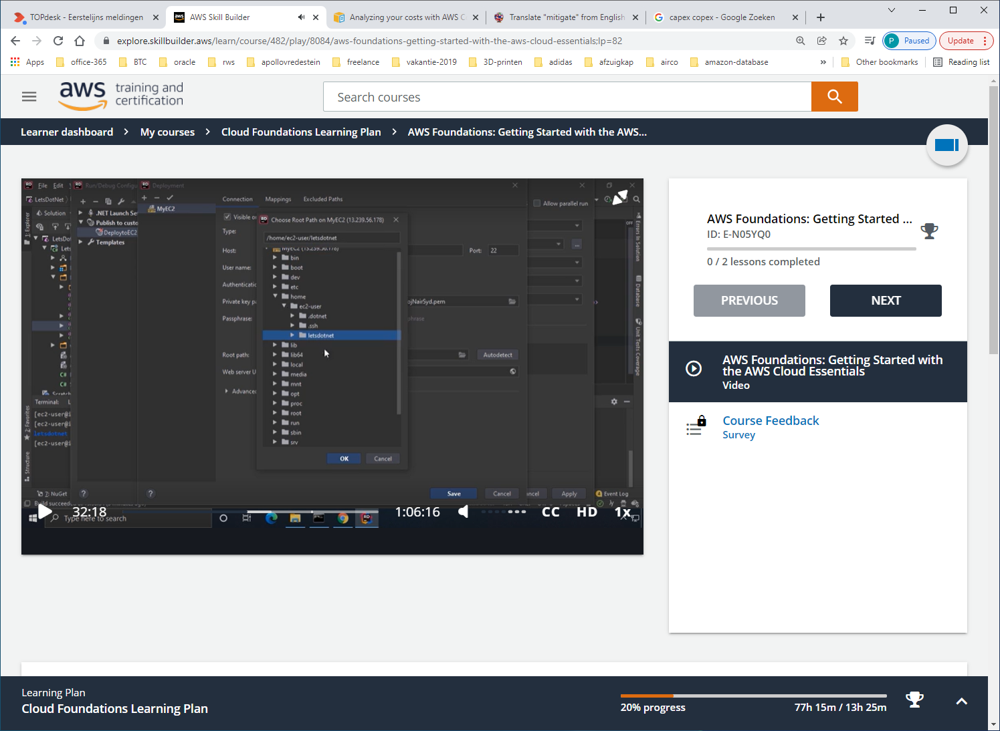 TOPdesk - Eerstelijns meldingen
AWS Skill Builder
Analyzing your costs with AWS C
Translate "mitigate" from English
capex copex - Google Zoeken
explore.skillbuilder.aws/learn/course/482/play/8084/aws-foundations-getting-started-with-the-aws-cloud-essentials;lp=82
P Paused
Update
Apps
office-365
BTC
oracle
rws
apollovredestein
freelance
vakantie-2019
3D-printen
adidas
afzuigkap
airco
amazon-database
»
Other bookmarks
Reading list
aws training and certification
Search courses
Learner dashboard > My courses > Cloud Foundations Learning Plan > AWS Foundations: Getting Started with the AWS...
File Edit
Run/Debug Configu
Deployment
LetsDotNet
Solution
.NET Launch Se
Publish to custo
DeploytoEC2
Templates
MyEC2
Connection
Mappings
Excluded Paths
Allow parallel run
Visible o
Type:
Host:
Port: 22
User name:
Authenticati
Private key pa
ojNairSyd.pem
Passphrase:
phrase
Root path:
Autodetect
Web server U
Advanced
Choose Root Path on MyEC2 (13.239.56.178)
/home/ec2-user/letsdotnet
MyEC2 (13.239.56.178)
bin
boot
dev
etc
home
ec2-user
.dotnet
.ssh
letsdotnet
lib
lib64
local
media
mnt
opt
proc
root
run
sbin
srv
OK
Cancel
Save
Cancel
ncel
Apply
1: Explorer
2: Favorites
Structure
Errors In Solution
Database
Unit Tests Coverage
Terminal:
[ec2-user@i
[ec2-user@i
letsdotnet
[ec2-user@i
NuGet
Event Log
Build succeeded
Type here to search
32:18
1:06:16
CC
HD
1x
AWS Foundations: Getting Started ...
ID: E-N05YQ0
0 / 2 lessons completed
PREVIOUS
NEXT
AWS Foundations: Getting Started with
the AWS Cloud Essentials
Video
Course Feedback
Survey
Learning Plan
Cloud Foundations Learning Plan
20% progress
77h 15m / 13h 25m